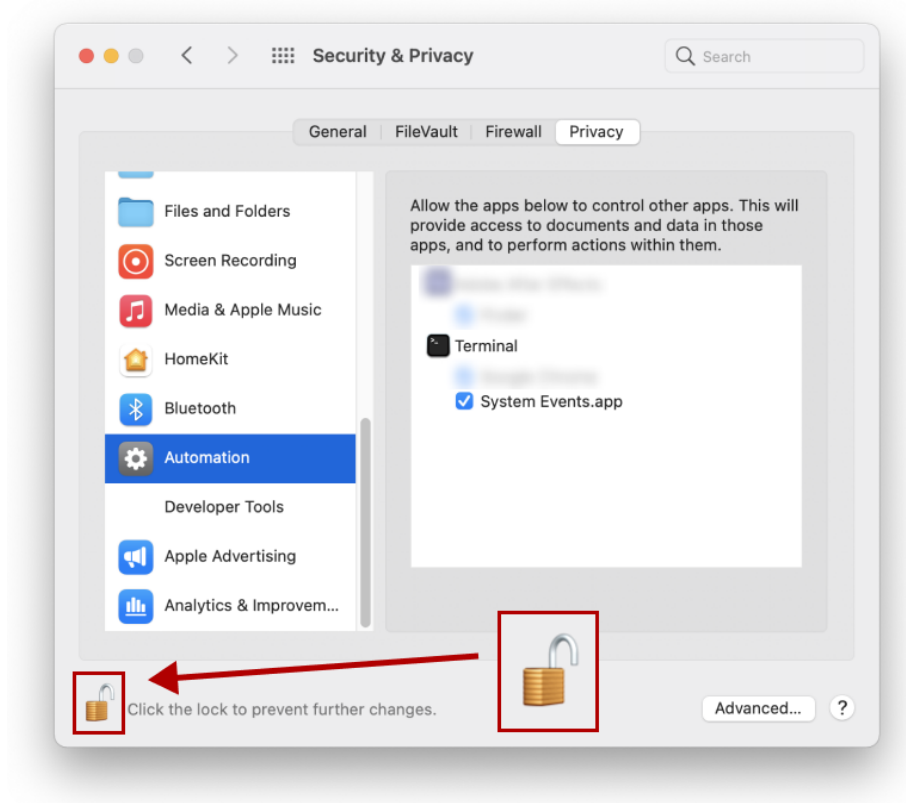 Security & Privacy
Search
General
FileVault
Firewall
Privacy
Files and Folders
Screen Recording
Media & Apple Music
HomeKit
Bluetooth
Automation
Developer Tools
Apple Advertising
Analytics & Improvem...
Allow the apps below to control other apps. This will
provide access to documents and data in those
apps, and to perform actions within them.
Terminal
System Events.app
Click the lock to prevent further changes.
Advanced...
?